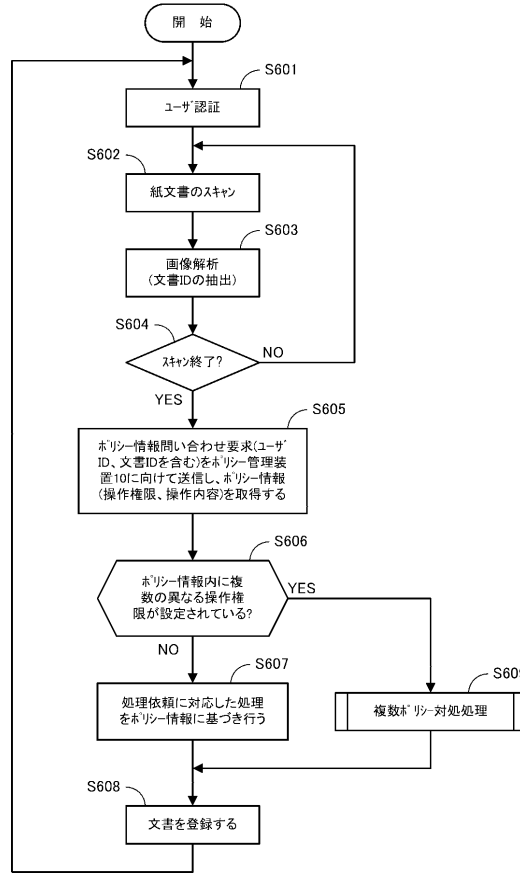 開　始
S601
ﾕｰｻﾞ認証
S602
紙文書のスキャン
S603
画像解析
(文書IDの抽出)
S604
ｽｷｬﾝ終了?
NO
YES
S605
ﾎﾟﾘｼｰ情報問い合わせ要求(ﾕｰｻﾞ
ID、文書IDを含む)をﾎﾟﾘｼｰ管理装
置10に向けて送信し、ﾎﾟﾘｼｰ情報
(操作権限、操作内容)を取得する
S606
ﾎﾟﾘｼｰ情報内に複
数の異なる操作権
限が設定されている?
YES
NO
S607
処理依頼に対応した処理
をﾎﾟﾘｼｰ情報に基づき行う
S609
複数ﾎﾟﾘｼｰ対処処理
S608
文書を登録する